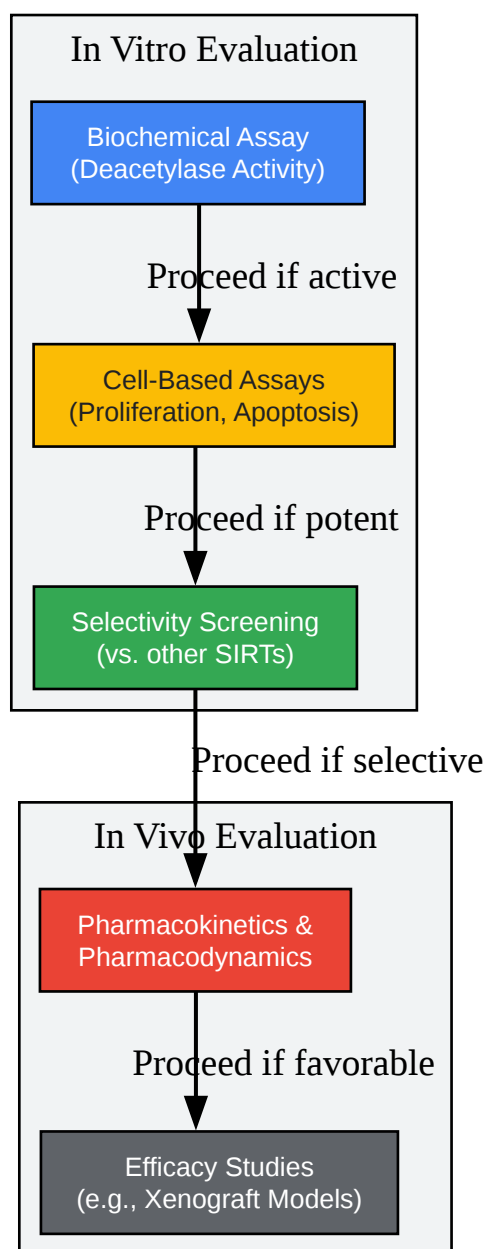 In Vitro Evaluation
Biochemical Assay
(Deacetylase Activity)
Proceed if active
Cell-Based Assays
(Proliferation, Apoptosis)
Proceed if potent
Selectivity Screening
(vs. other SIRTs)
Proceed if selective
In Vivo Evaluation
Pharmacokinetics &
Pharmacodynamics
Proceed if favorable
Efficacy Studies
(e.g., Xenograft Models)